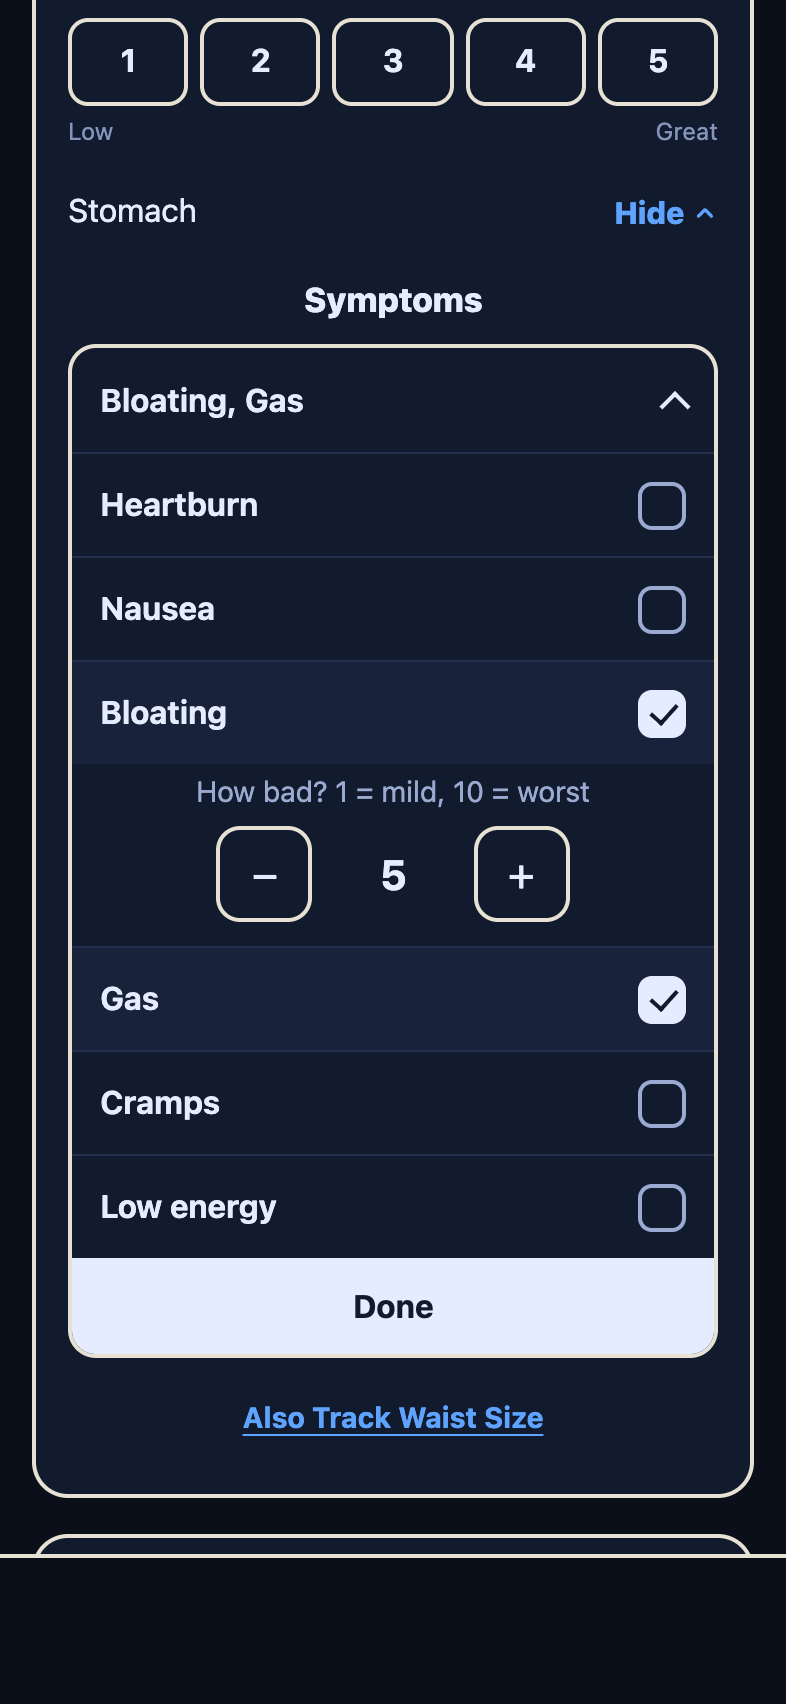 1 2 3 4 5
Low Great
Stomach Hide
Symptoms
Bloating, Gas
Heartburn
Nausea
Bloating
How bad? 1 = mild, 10 = worst
− 5 +
Gas
Cramps
Low energy
Done
Also Track Waist Size